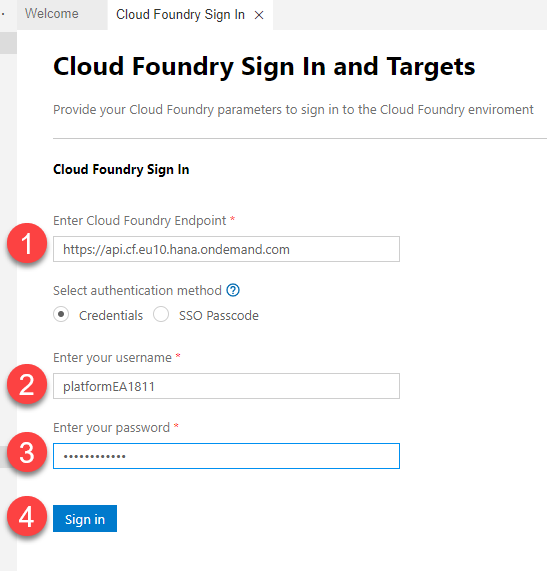 Welcome
Cloud Foundry Sign In
Cloud Foundry Sign In and Targets
Provide your Cloud Foundry parameters to sign in to the Cloud Foundry enviroment
Cloud Foundry Sign In
Enter Cloud Foundry Endpoint *
1
https://api.cf.eu10.hana.ondemand.com
Select authentication method ?
Credentials
SSO Passcode
Enter your username *
2
platformEA1811
Enter your password *
3
••••••••••••
4
Sign in